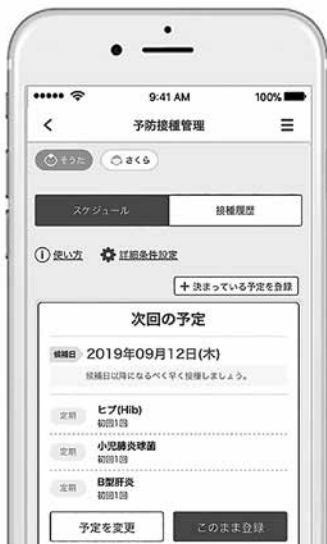 9:41 AM 100%
予防接種管理
そうた さくら
スケジュール 接種履歴
使い方 詳細条件設定
+ 決まっている予定を登録
次回の予定
候補日 2019年09月12日(木)
候補日以降になるべく早く接種しましょう。
定期 ヒブ(Hib)
初回1回
定期 小児肺炎球菌
初回1回
定期 B型肝炎
初回1回
予定を変更 このまま登録